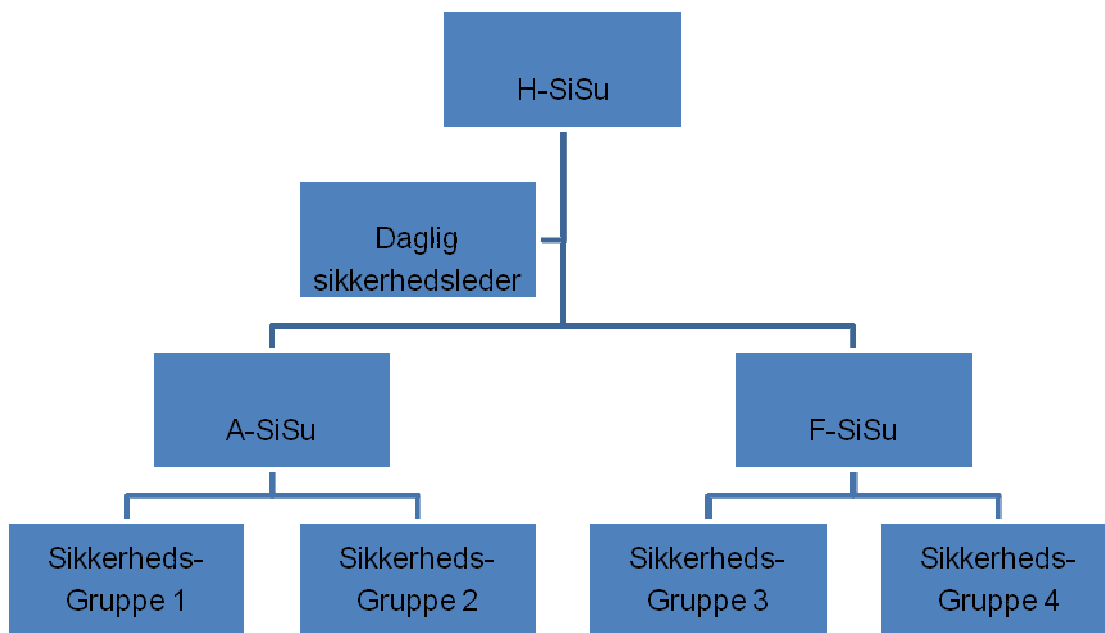 H-SiSu
Daglig
sikkerhedsleder
A-SiSu
F-SiSu
Sikkerheds-
Gruppe 1
Sikkerheds-
Gruppe 2
Sikkerheds-
Gruppe 3
Sikkerheds-
Gruppe 4